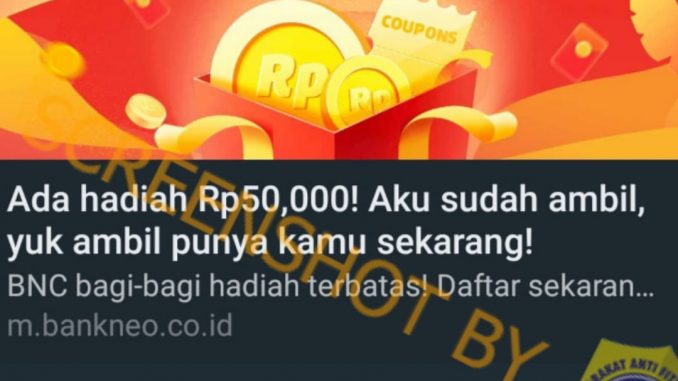 COUPONS
Rp
Rp
Ada hadiah Rp50,000! Aku sudah ambil,
yuk ambil punya kamu sekarang!
BNC bagi-bagi hadiah terbatas! Daftar sekaran...
m.bankneo.co.id
SCREENSHOT BY
ANTI